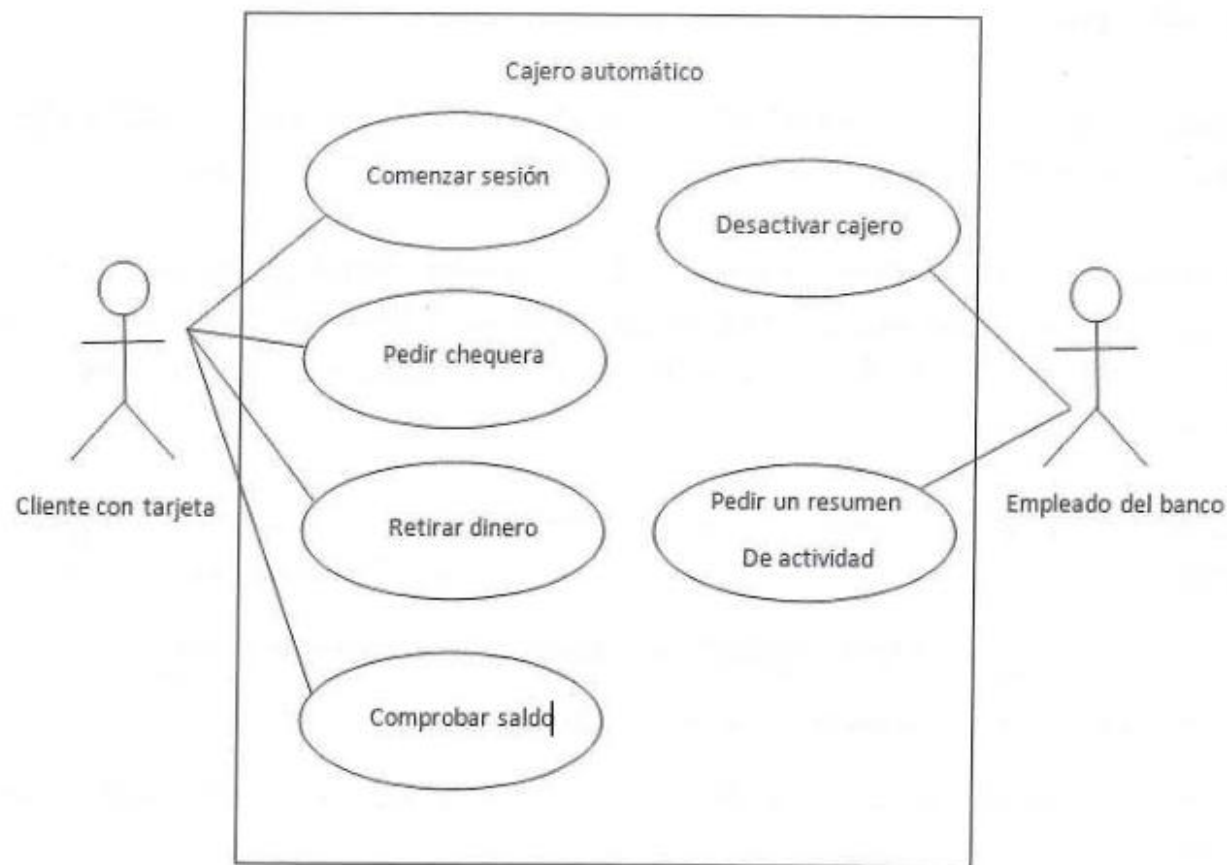 Cajero automático
Comenzar sesión
Desactivar cajero
Pedir chequera
Cliente con tarjeta
Retirar dinero
Pedir un resumen
De actividad
Empleado del banco
Comprobar saldo